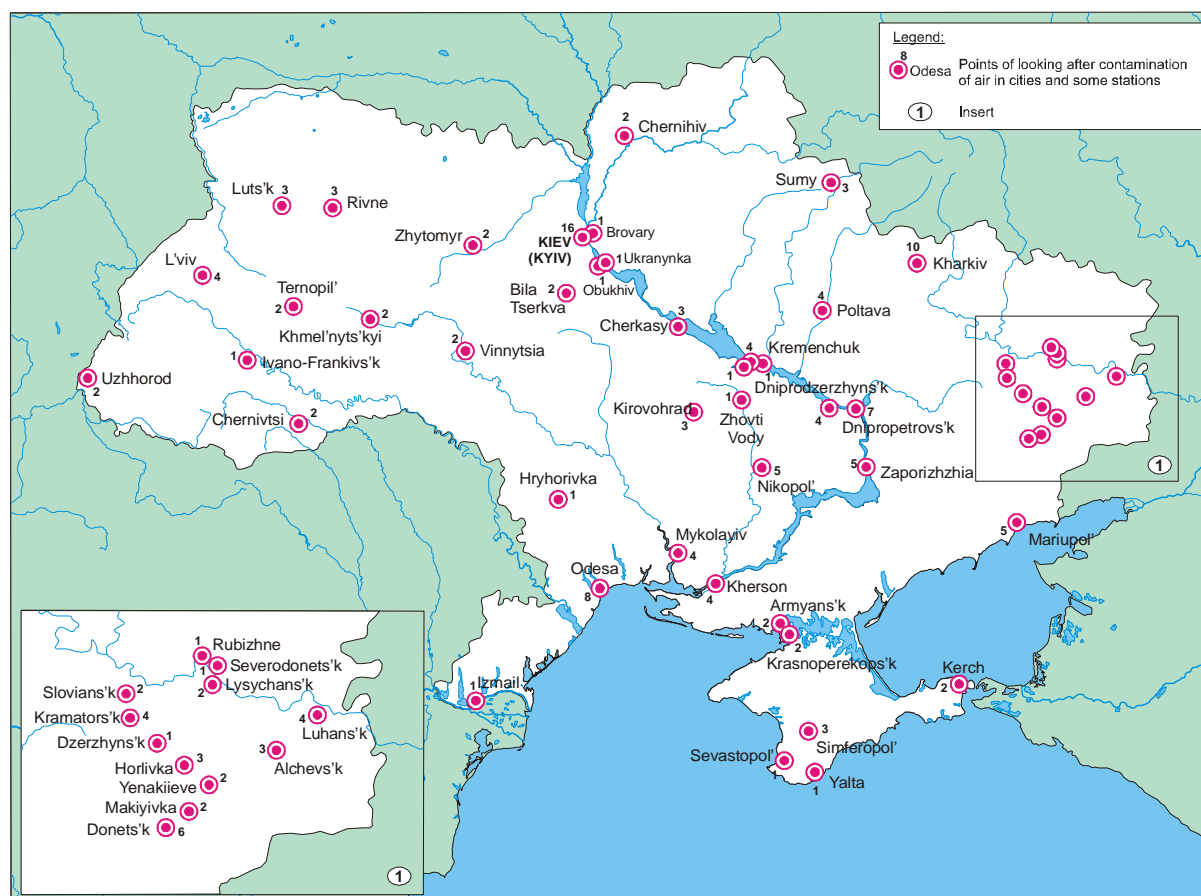 Legend:
8
Odesa
Points of looking after contamination
of air in cities and some stations
1
Insert
2
Chernihiv
Sumy
3
Luts'k
3
3
Rivne
Zhytomyr
2
16
KIEV
(KYIV)
1
Brovary
1
Ukranynka
1
Obukhiv
10
Kharkiv
L'viv
4
Ternopil'
2
Bila
Tserkva
2
4
Poltava
Khmel'nyts'kyi
2
Cherkasy
3
2
Vinnytsia
4
Kremenchuk
1
1
Dniprodzerzhyns'k
1
Ivano-Frankivs'k
Uzhhorod
2
Chernivtsi
2
Kirovohrad
3
1
Zhovti
Vody
4
7
Dnipropetrovs'k
1
Hryhorivka
1
5
Nikopol'
5
Zaporizhzhia
5
Mariupol'
Mykolayiv
4
Odesa
8
Kherson
4
Armyans'k
2
2
Krasnoperekops'k
Kerch
2
1
Izmail
3
Simferopol'
Sevastopol'
1
Yalta
1
1
Rubizhne
1
Severodonets'k
2
Lysychans'k
Slovians'k
2
Kramators'k
4
4
Luhans'k
Dzerzhyns'k
1
3
Alchevs'k
Horlivka
3
Yenakiieve
2
Makiyivka
2
Donets'k
6
1